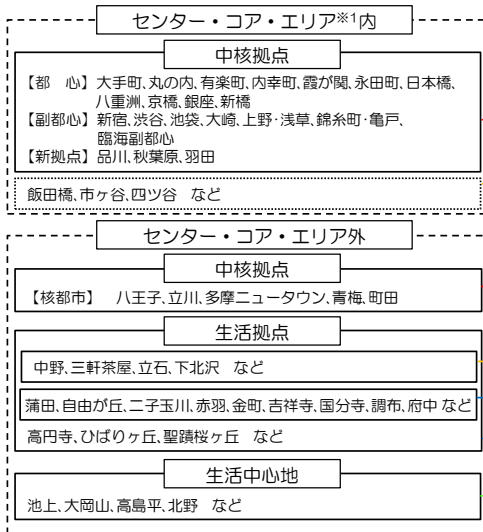 センター・コア・エリア※1内
中核拠点
【都　心】大手町、丸の内、有楽町、内幸町、霞が関、永田町、日本橋、
八重洲、京橋、銀座、新橋
【副都心】新宿、渋谷、池袋、大崎、上野・浅草、錦糸町・亀戸、
臨海副都心
【新拠点】品川、秋葉原、羽田
飯田橋、市ヶ谷、四ツ谷　など
センター・コア・エリア外
中核拠点
【核都市】　八王子、立川、多摩ニュータウン、青梅、町田
生活拠点
中野、三軒茶屋、立石、下北沢　など
蒲田、自由が丘、二子玉川、赤羽、金町、吉祥寺、国分寺、調布、府中 など
高円寺、ひばりヶ丘、聖蹟桜ヶ丘　など
生活中心地
池上、大岡山、高島平、北野　など